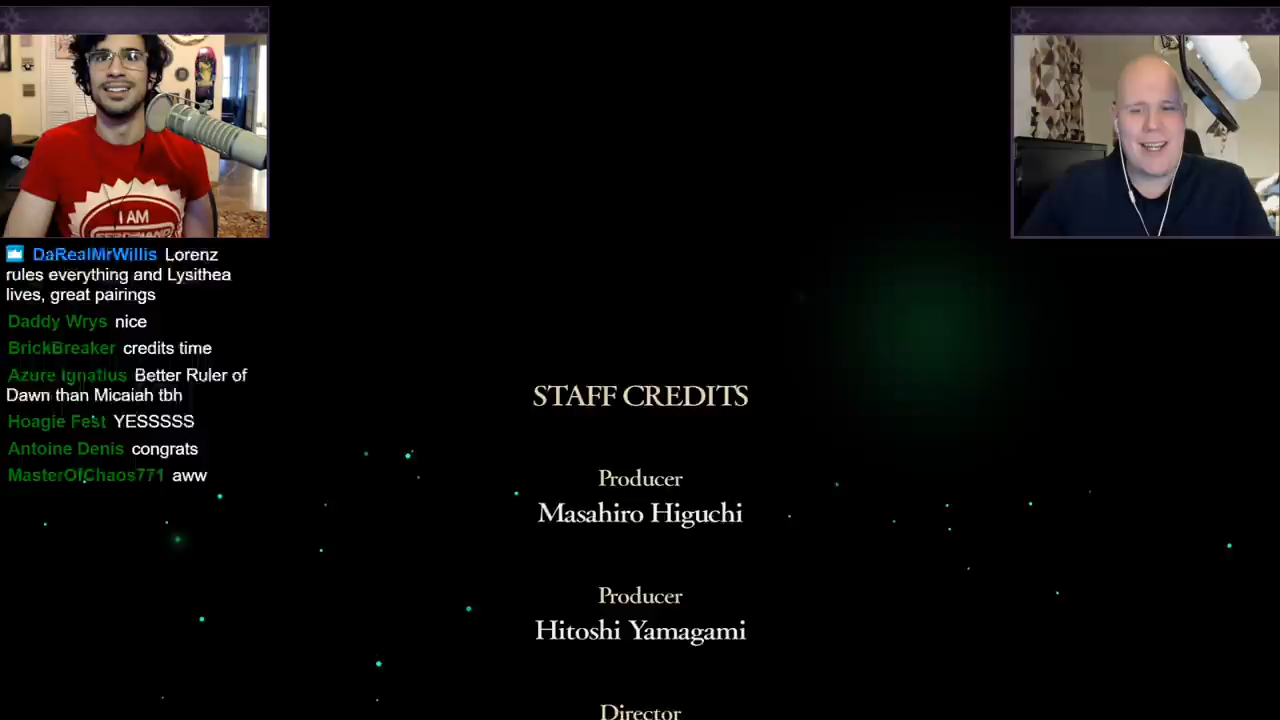 I AM
DaRealMrWillis Lorenz
rules everything and Lysithea
lives, great pairings
Daddy Wrys nice
BrickBreaker credits time
Azure Ignatius Better Ruler of
Dawn than Micaiah tbh
Hoagie Fest YESSSSS
Antoine Denis congrats
MasterOfChaos771 aww
STAFF CREDITS
Producer
Masahiro Higuchi
Producer
Hitoshi Yamagami
Director